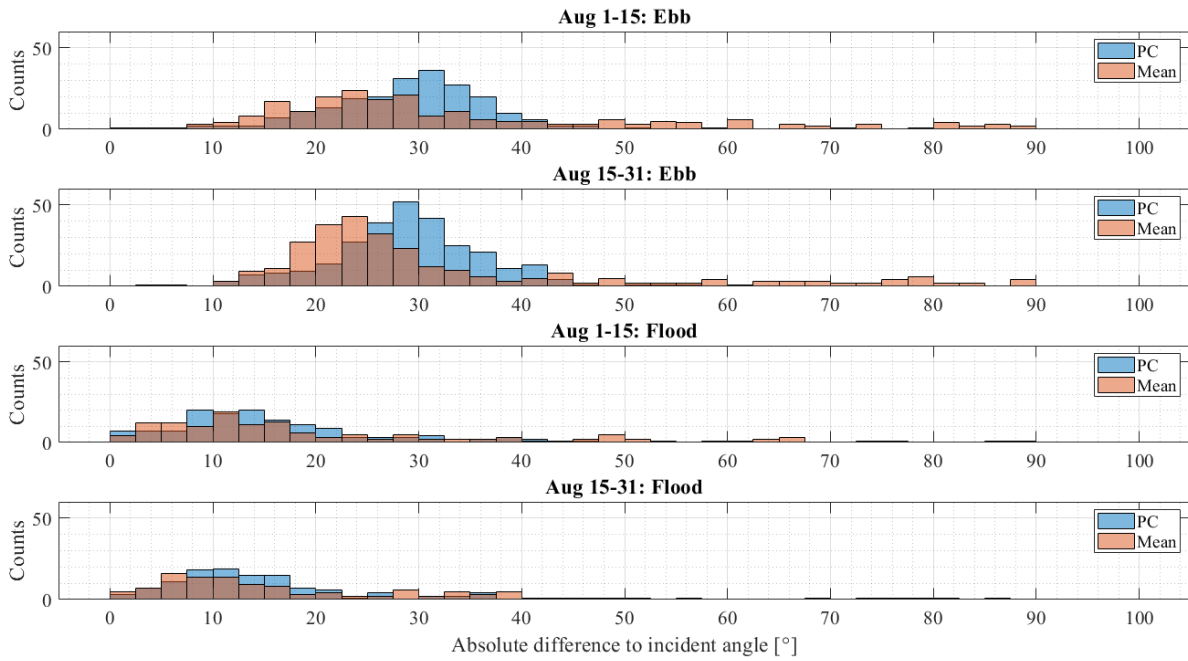 Aug 1-15: Ebb
50
0
Counts
PC
Mean
0 10 20 30 40 50 60 70 80 90 100
Aug 15-31: Ebb
50
0
Counts
PC
Mean
0 10 20 30 40 50 60 70 80 90 100
Aug 1-15: Flood
50
0
Counts
PC
Mean
0 10 20 30 40 50 60 70 80 90 100
Aug 15-31: Flood
50
0
Counts
PC
Mean
0 10 20 30 40 50 60 70 80 90 100
Absolute difference to incident angle [°]